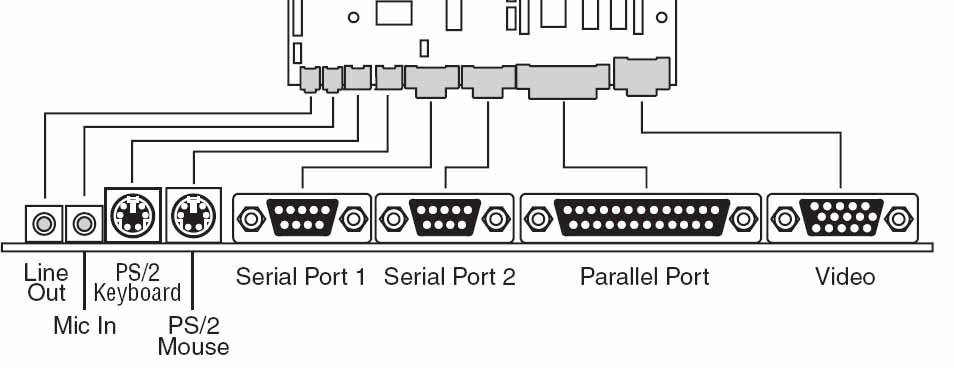 Line
Out
PS/2
Keyboard
Serial Port 1
Serial Port 2
Parallel Port
Video
Mic In
PS/2
Mouse